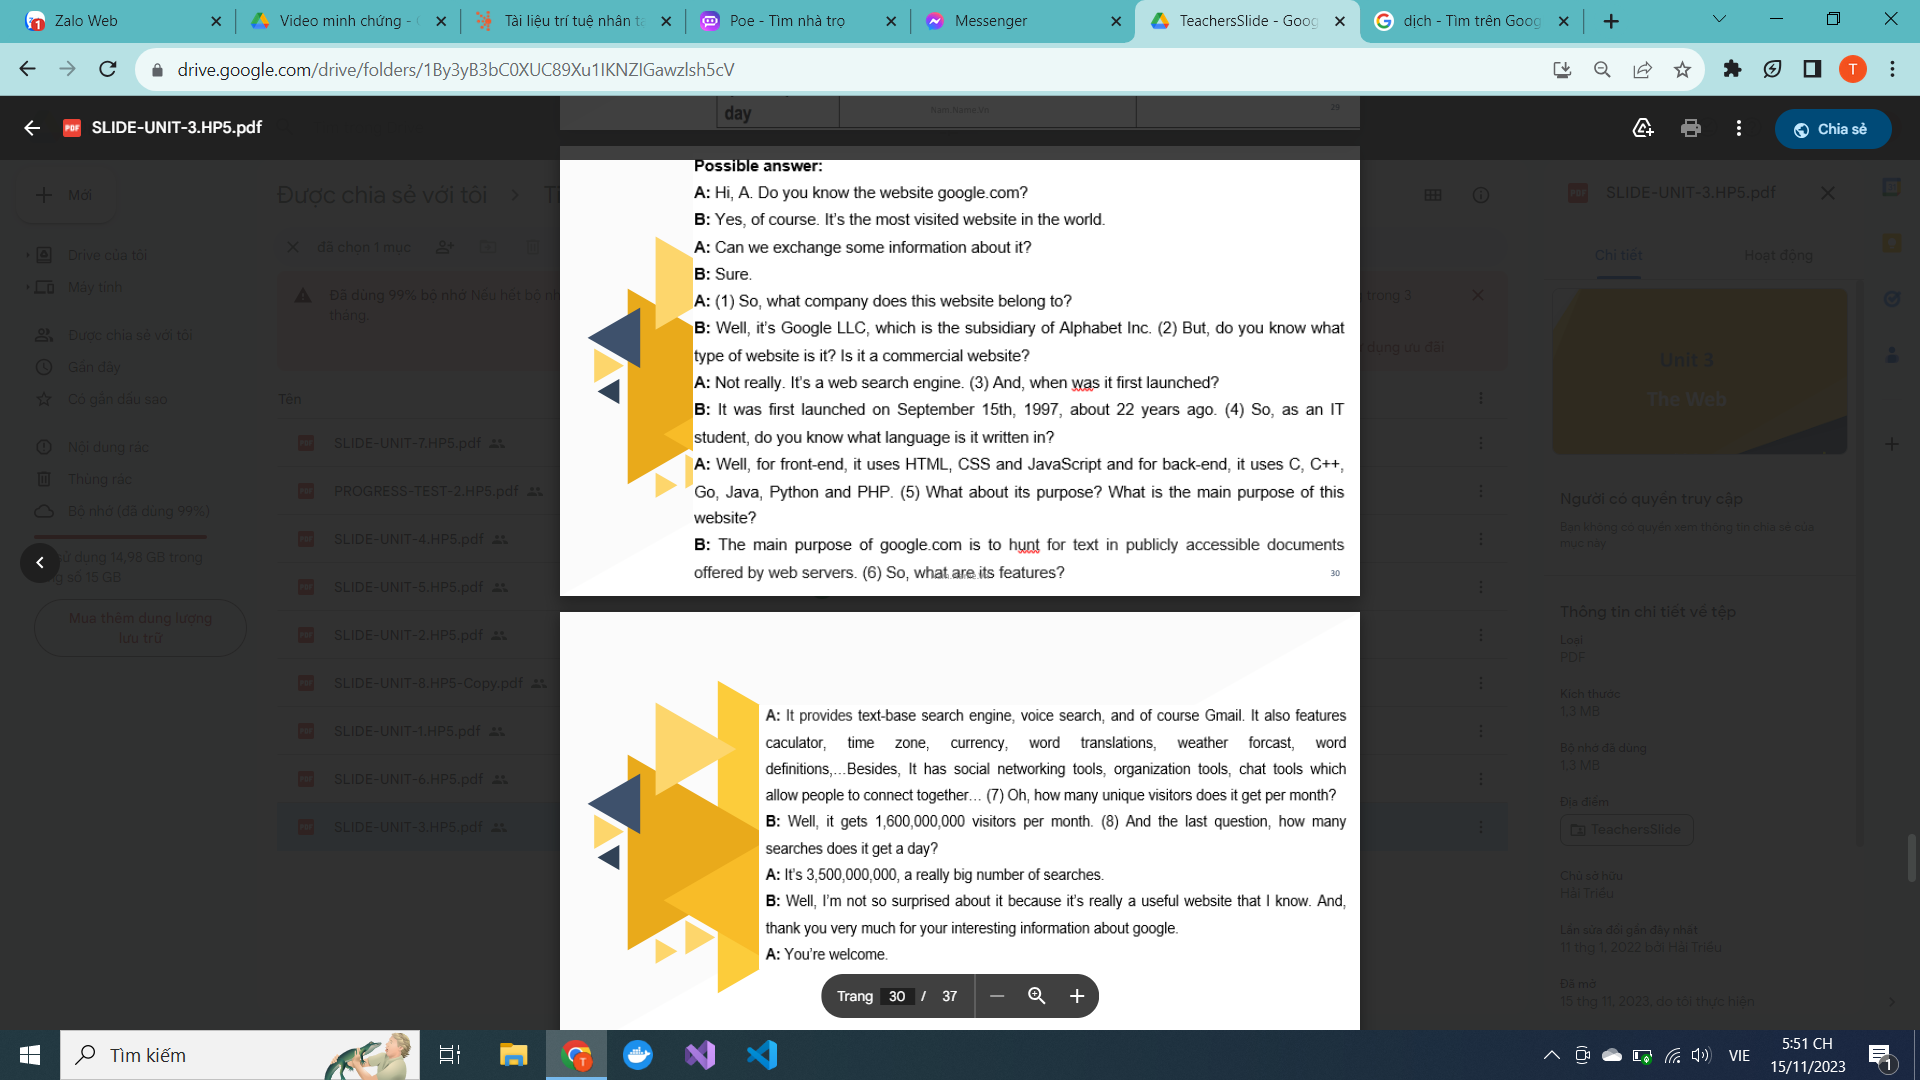 Zalo Web
Video minh chứng - G
Tài liệu trí tuệ nhân tạ
Poe - Tìm nhà trọ
Messenger
TeachersSlide - Goog
dịch - Tìm trên Goog
drive.google.com/drive/folders/1By3yB3bC0XUC89Xu1IKNZIGawzlsh5cV
T
SLIDE-UNIT-3.HP5.pdf
Chia sẻ
day
Nam.Name.Vn
29
Possible answer:
A: Hi, A. Do you know the website google.com?
B: Yes, of course. It's the most visited website in the world.
A: Can we exchange some information about it?
B: Sure.
A: (1) So, what company does this website belong to?
B: Well, it's Google LLC, which is the subsidiary of Alphabet Inc. (2) But, do you know what
type of website is it? Is it a commercial website?
A: Not really. It's a web search engine. (3) And, when was it first launched?
B: It was first launched on September 15th, 1997, about 22 years ago. (4) So, as an IT
student, do you know what language is it written in?
A: Well, for front-end, it uses HTML, CSS and JavaScript and for back-end, it uses C, C++,
Go, Java, Python and PHP. (5) What about its purpose? What is the main purpose of this
website?
B: The main purpose of google.com is to hunt for text in publicly accessible documents
offered by web servers. (6) So, what are its features?
30
A: It provides text-base search engine, voice search, and of course Gmail. It also features
caculator, time zone, currency, word translations, weather forcast, word
definitions,...Besides, It has social networking tools, organization tools, chat tools which
allow people to connect together... (7) Oh, how many unique visitors does it get per month?
B: Well, it gets 1,600,000,000 visitors per month. (8) And the last question, how many
searches does it get a day?
A: It's 3,500,000,000, a really big number of searches.
B: Well, I'm not so surprised about it because it's really a useful website that I know. And,
thank you very much for your interesting information about google.
A: You're welcome.
Trang 30 / 37
Mới
Drive của tôi
Máy tính
Được chia sẻ với tôi
Gần đây
Có gắn dấu sao
Nội dung rác
Thùng rác
Bộ nhớ (đã dùng 99%)
sử dụng 14,98 GB trong
số 15 GB
Mua thêm dung lượng
lưu trữ
Được chia sẻ với tôi > Ti
đã chọn 1 mục
Đã dùng 99% bộ nhớ Nếu hết bộ nh
tháng.
trong 3
dụng ưu đãi
Tên
SLIDE-UNIT-7.HP5.pdf
PROGRESS-TEST-2.HP5.pdf
SLIDE-UNIT-4.HP5.pdf
SLIDE-UNIT-5.HP5.pdf
SLIDE-UNIT-2.HP5.pdf
SLIDE-UNIT-8.HP5-Copy.pdf
SLIDE-UNIT-1.HP5.pdf
SLIDE-UNIT-6.HP5.pdf
SLIDE-UNIT-3.HP5.pdf
SLIDE-UNIT-3.HP5.pdf
Chi tiết
Hoạt động
Unit 3
The Web
Người có quyền truy cập
Bạn không có quyền xem thông tin chia sẻ của
mục này
Thông tin chi tiết về tệp
Loại
PDF
Kích thước
1,3 MB
Bộ nhớ đã dùng
1,3 MB
Địa điểm
TeachersSlide
Chủ sở hữu
Hải Triều
Lần sửa đổi gần đây nhất
11 thg 1, 2022 bởi Hải Triều
Đã mở
15 thg 11, 2023, do tôi thực hiện
Tìm kiếm
VIE
5:51 CH
15/11/2023
1